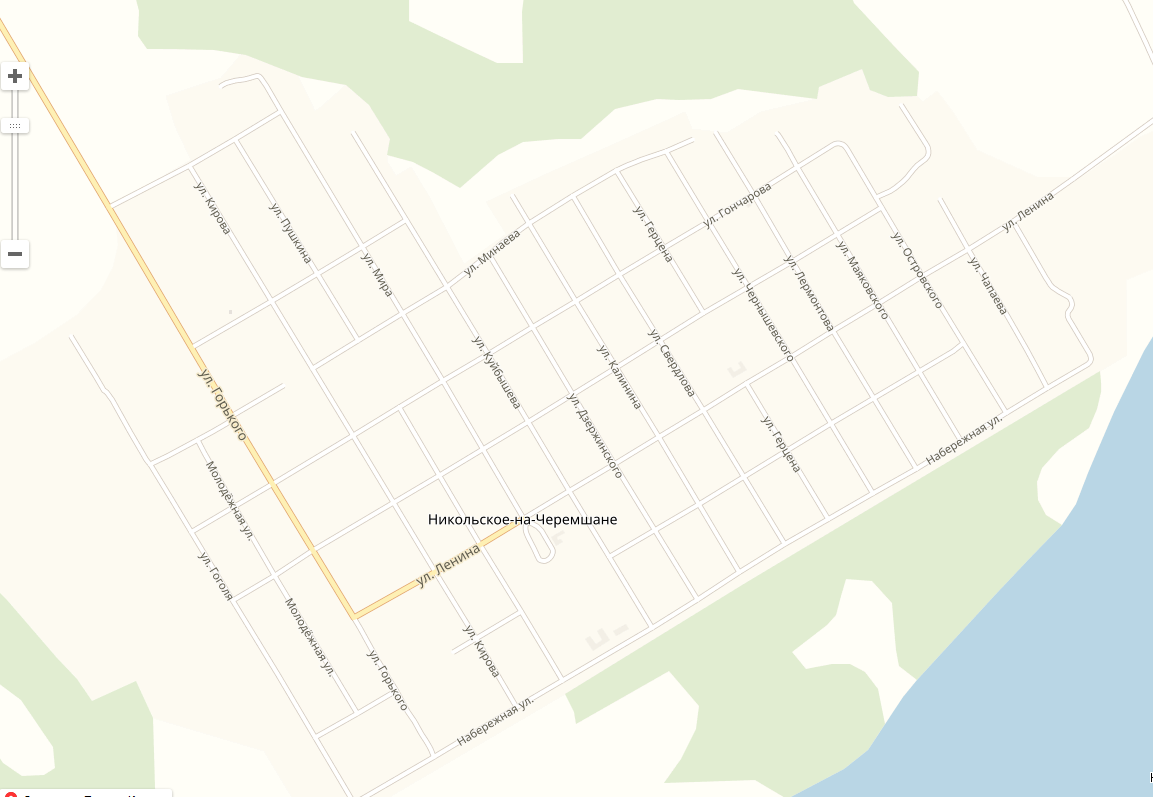 ул. Кирова
ул. Пушкина
ул. Мира
ул. Минаева
ул. Герцена
ул. Гончарова
ул. Ленина
ул. Чернышевского
ул. Лермонтова
ул. Маяковского
ул. Островского
ул. Чапаева
ул. Куйбышева
ул. Калинина
ул. Свердлова
ул. Горького
ул. Дзержинского
ул. Герцена
Набережная ул.
Молодёжная ул.
Никольское-на-Черемшане
ул. Ленина
ул. Гоголя
Молодёжная ул.
ул. Кирова
ул. Горького
Набережная ул.